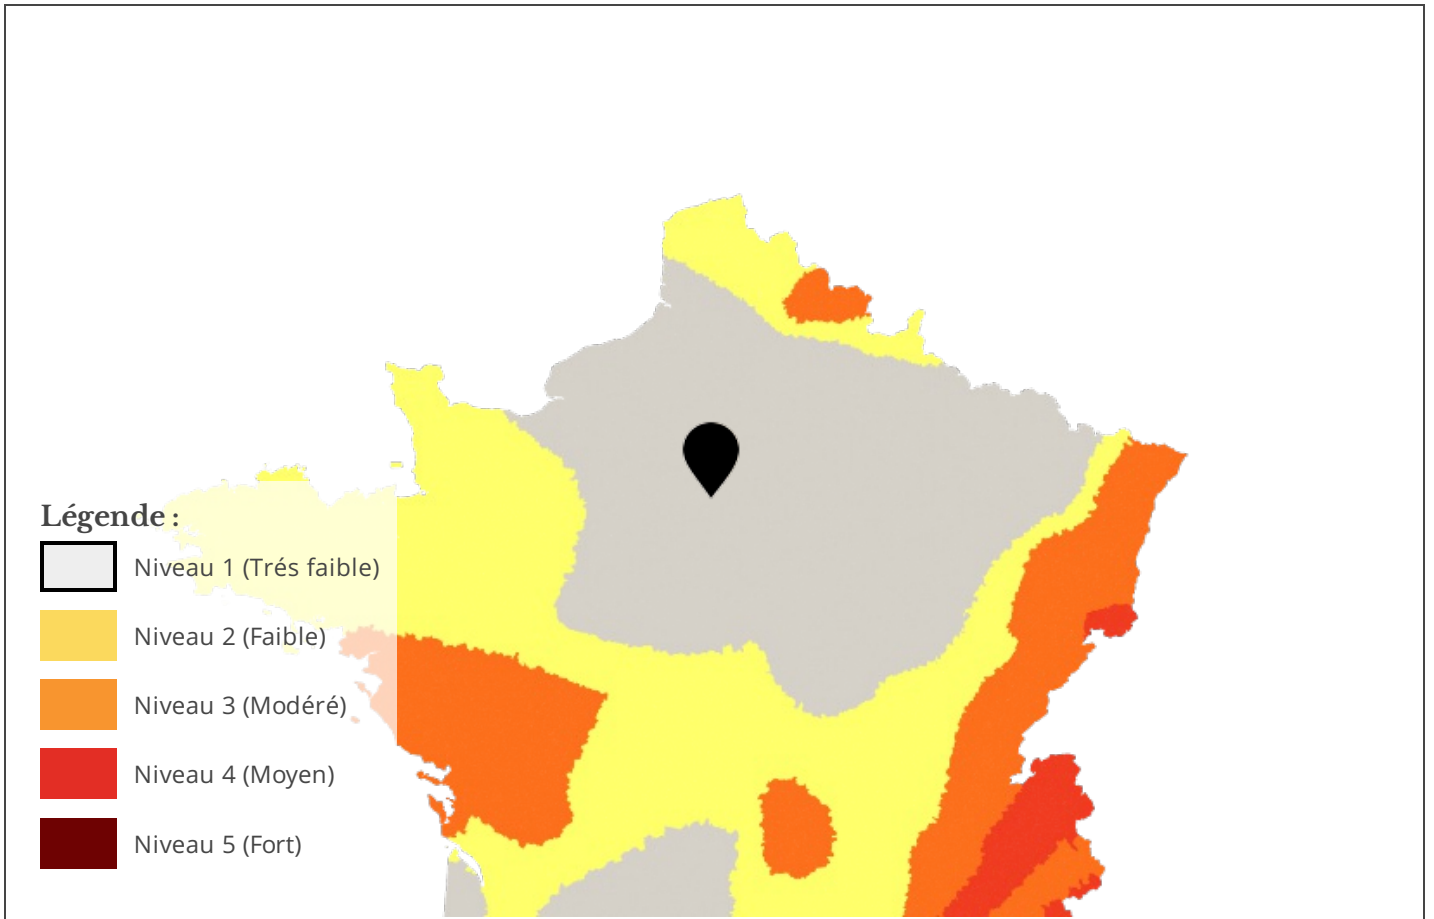 Légende :
Niveau 1 (Trés faible)
Niveau 2 (Faible)
Niveau 3 (Modéré)
Niveau 4 (Moyen)
Niveau 5 (Fort)